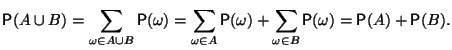 P(A ∪ B) = ∑_{ω∈A∪B} P(ω) = ∑_{ω∈A} P(ω) + ∑_{ω∈B} P(ω) = P(A) + P(B).